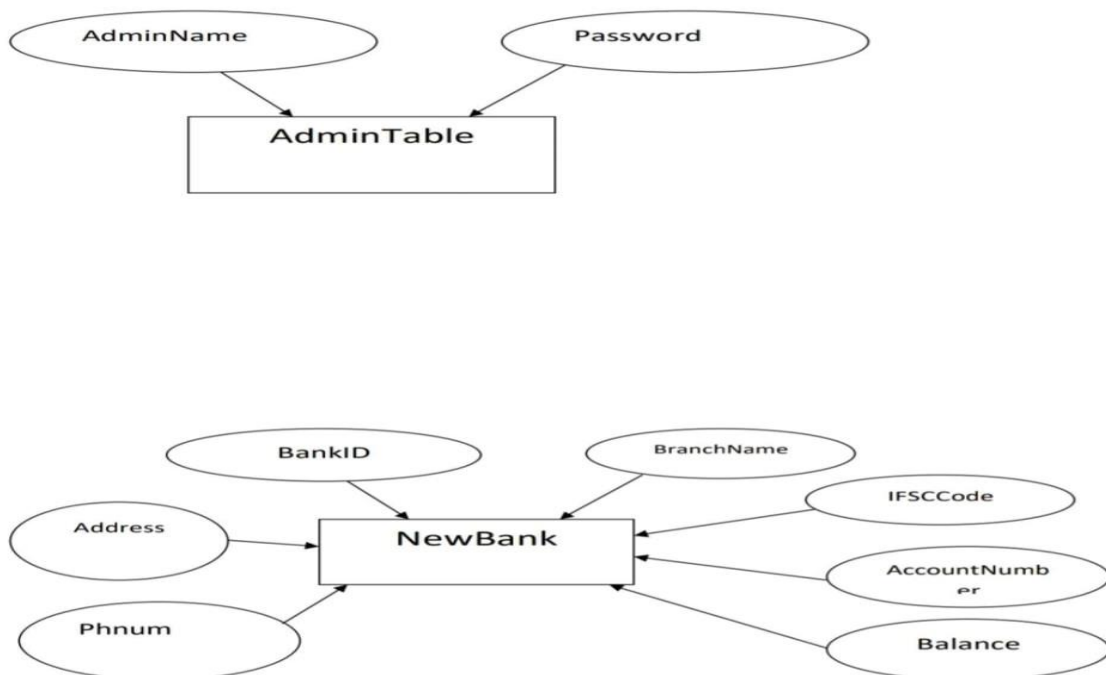 AdminName
Password
AdminTable
BankID
BranchName
IFSCCode
Address
NewBank
AccountNumb
er
Phnum
Balance